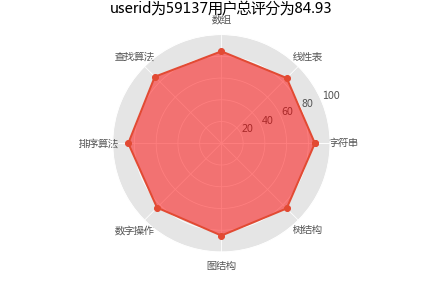 userid为59137用户总评分为84.93
数组
查找算法
线性表
100
80
60
40
20
排序算法
字符串
数字操作
树结构
图结构